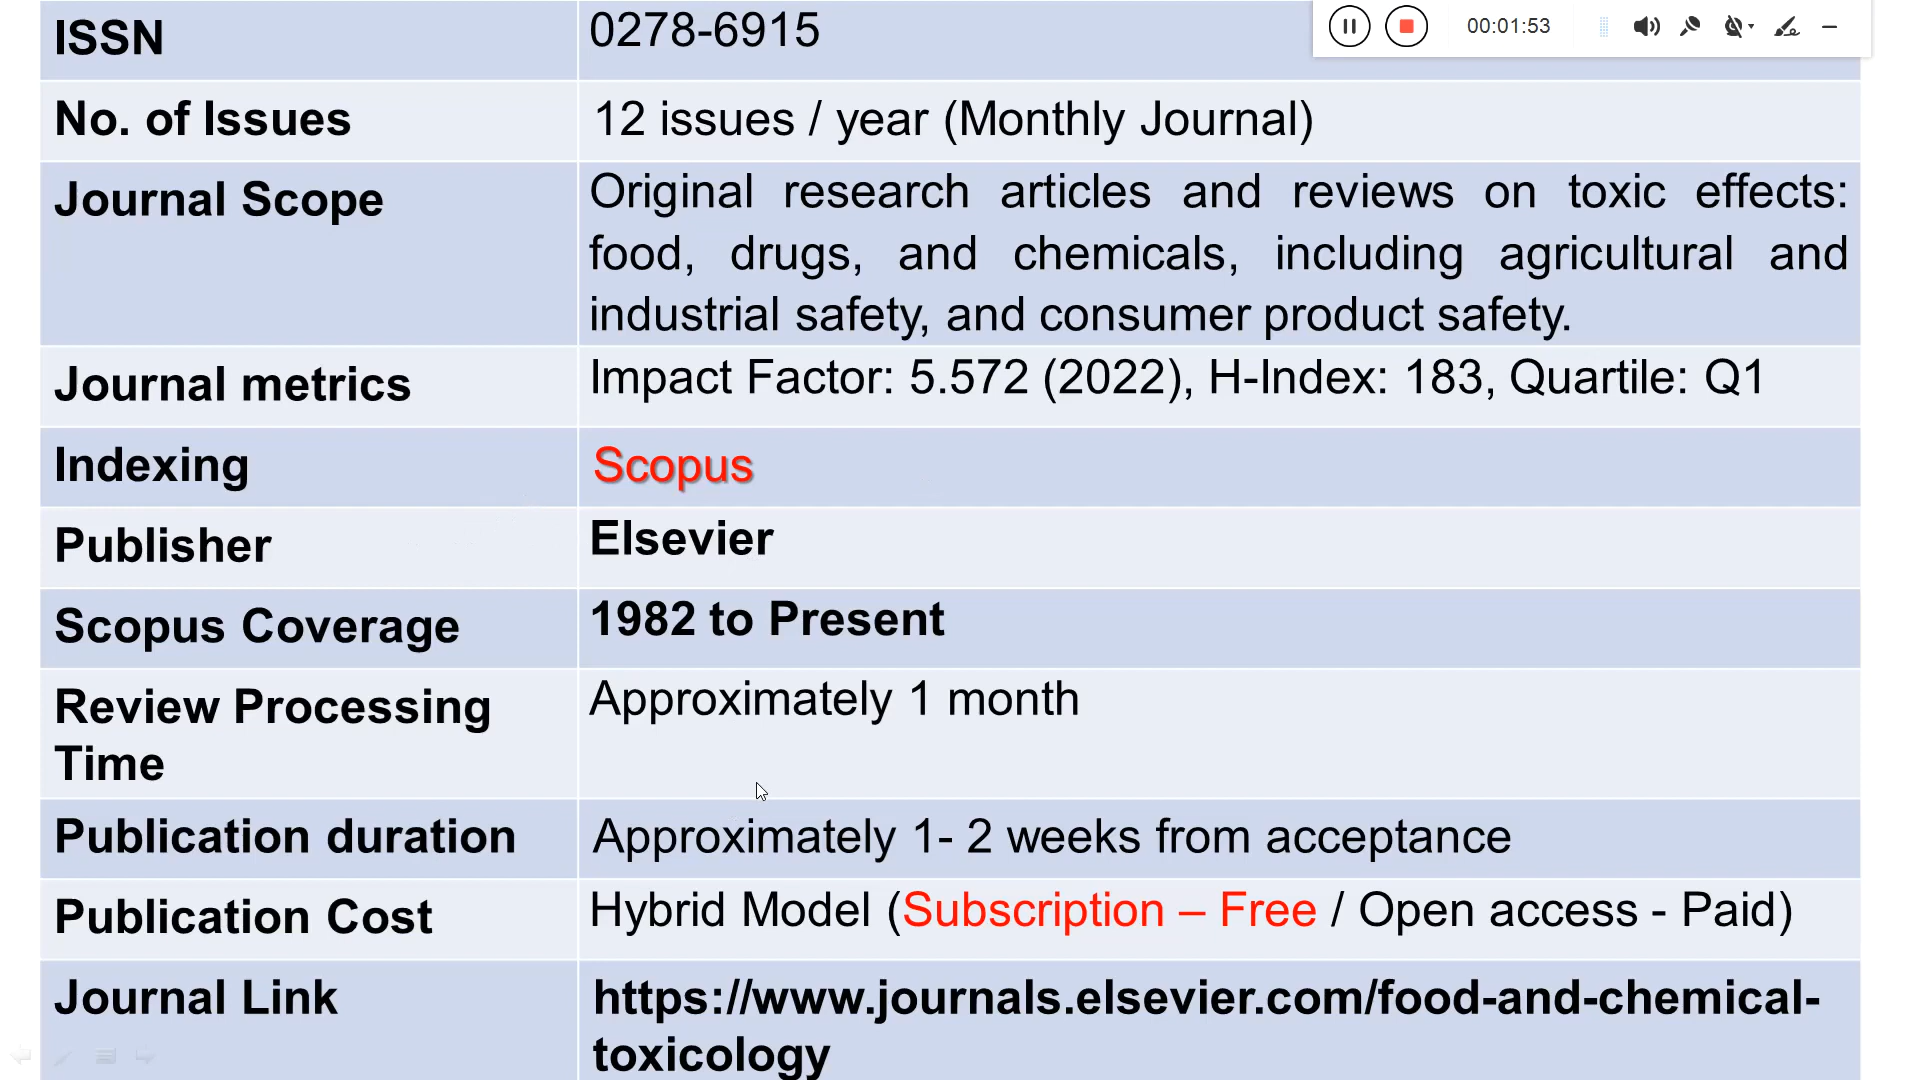 ISSN
0278-6915
00:01:53
No. of Issues
12 issues / year (Monthly Journal)
Journal Scope
Original research articles and reviews on toxic effects:
food, drugs, and chemicals, including agricultural and
industrial safety, and consumer product safety.
Journal metrics
Impact Factor: 5.572 (2022), H-Index: 183, Quartile: Q1
Indexing
Scopus
Publisher
Elsevier
Scopus Coverage
1982 to Present
Review Processing
Time
Approximately 1 month
Publication duration
Approximately 1- 2 weeks from acceptance
Publication Cost
Hybrid Model (Subscription – Free / Open access - Paid)
Journal Link
https://www.journals.elsevier.com/food-and-chemical-
toxicology